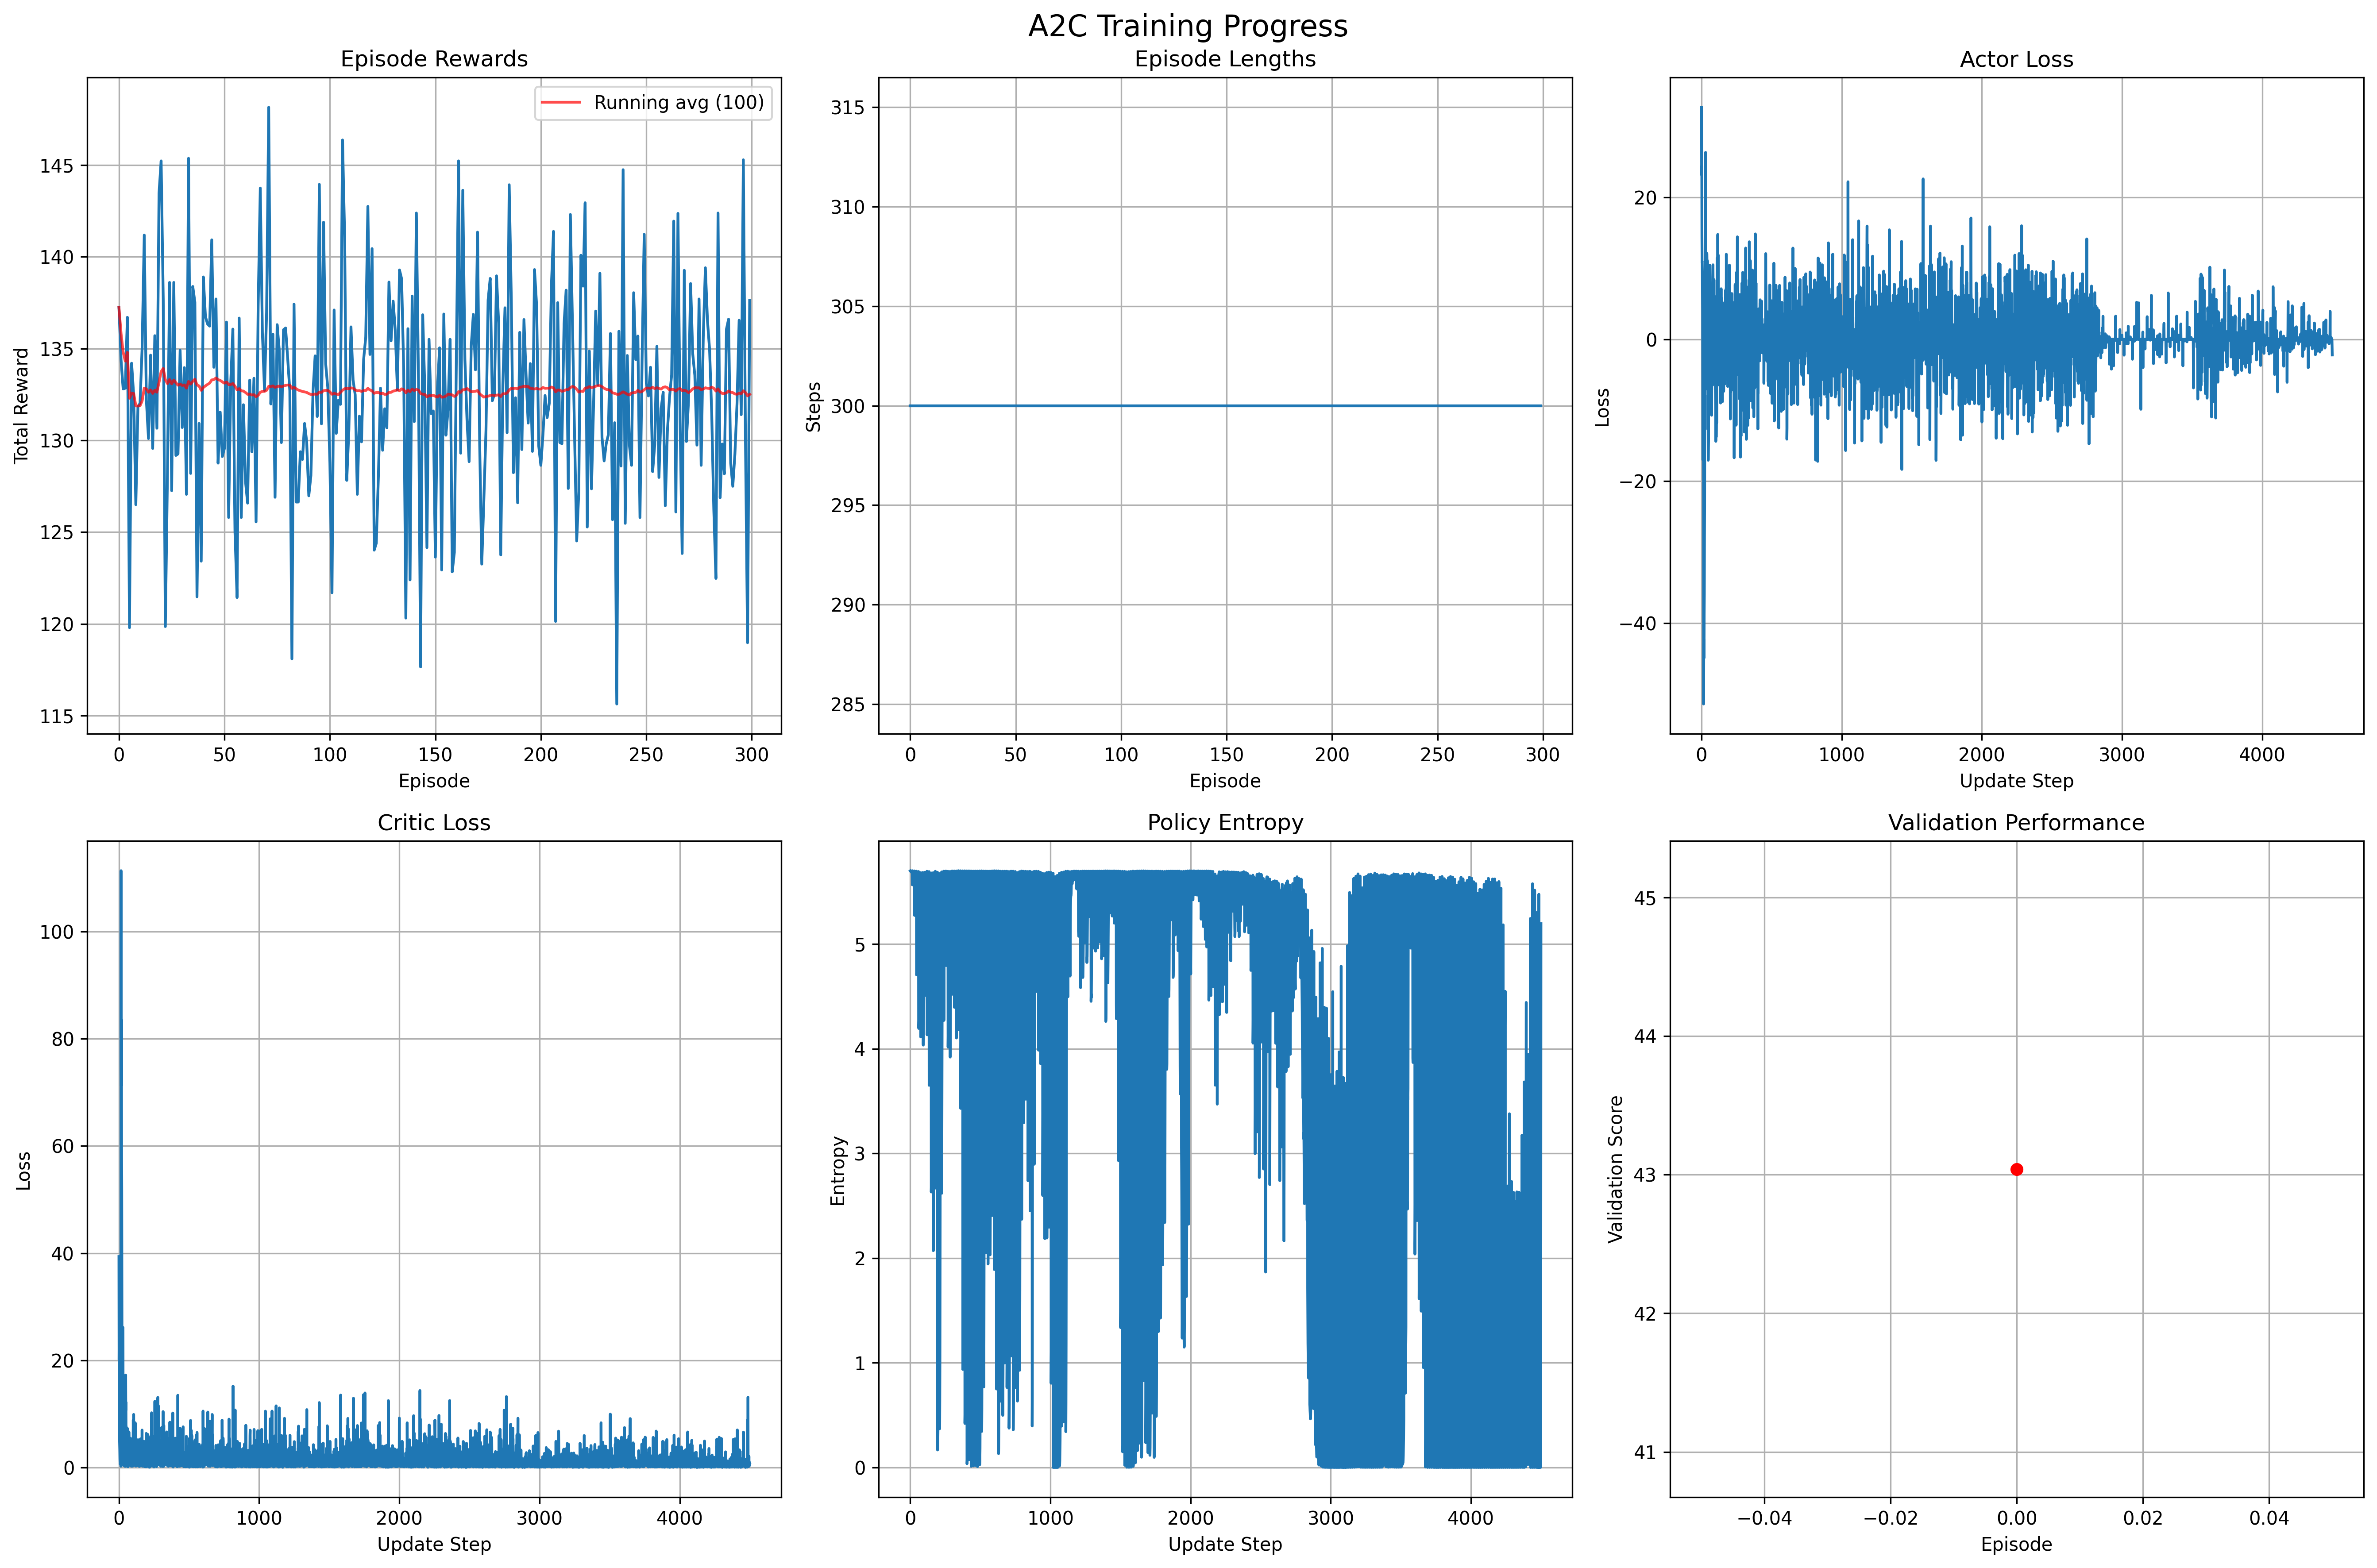 A2C Training Progress
Episode Rewards
Running avg (100)
145
140
135
130
125
120
115
Total Reward
0 50 100 150 200 250 300
Episode
Episode Lengths
315
310
305
300
295
290
285
Steps
0 50 100 150 200 250 300
Episode
Actor Loss
20
0
−20
−40
Loss
0 1000 2000 3000 4000
Update Step
Critic Loss
100
80
60
40
20
0
Loss
0 1000 2000 3000 4000
Update Step
Policy Entropy
5
4
3
2
1
0
Entropy
0 1000 2000 3000 4000
Update Step
Validation Performance
45
44
43
42
41
Validation Score
−0.04 −0.02 0.00 0.02 0.04
Episode